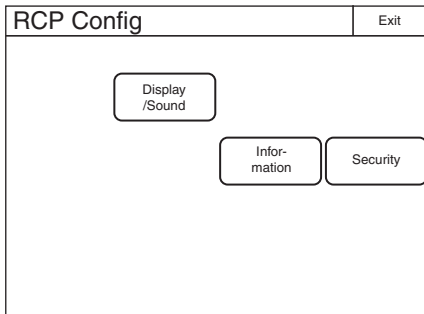 RCP Config
Exit
Display
/Sound
Infor-
mation
Security